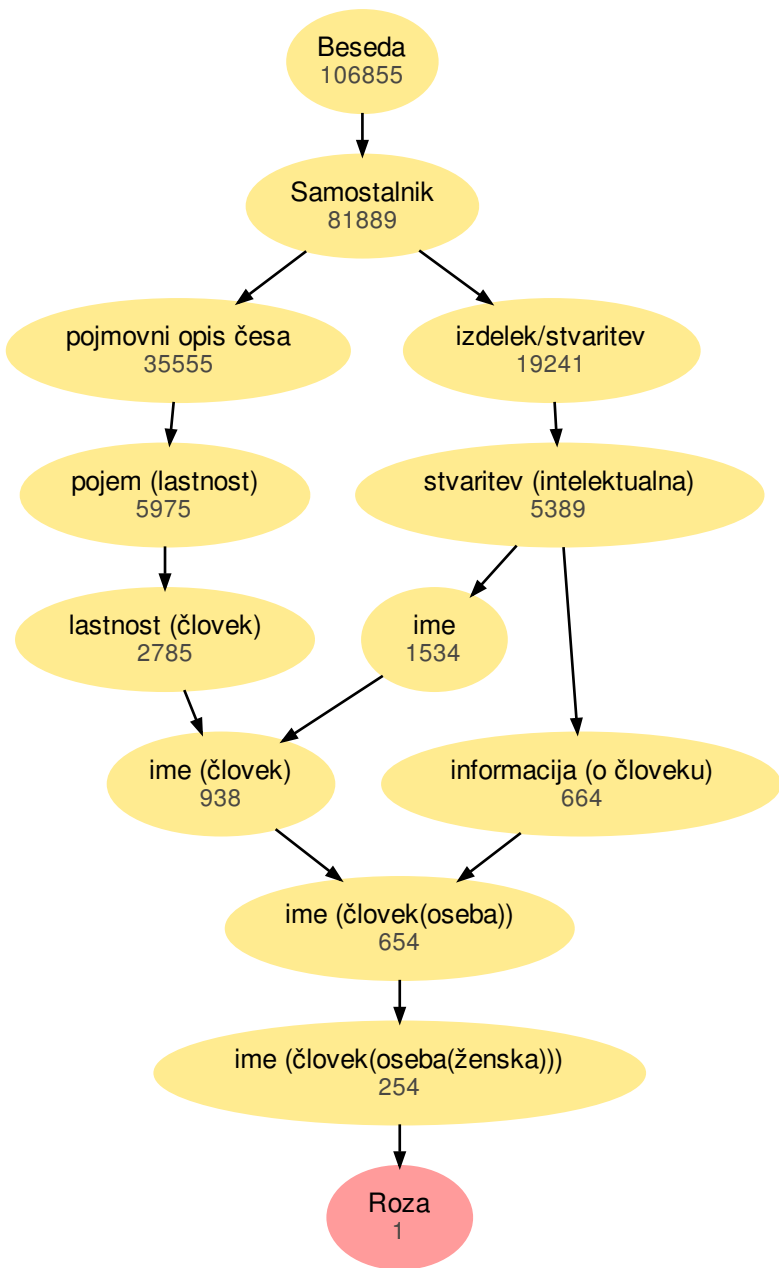 Beseda
106855
Samostalnik
81889
pojmovni opis česa
35555
izdelek/stvaritev
19241
pojem (lastnost)
5975
stvaritev (intelektualna)
5389
lastnost (človek)
2785
ime
1534
ime (človek)
938
informacija (o človeku)
664
ime (človek(oseba))
654
ime (človek(oseba(ženska)))
254
Roza
1